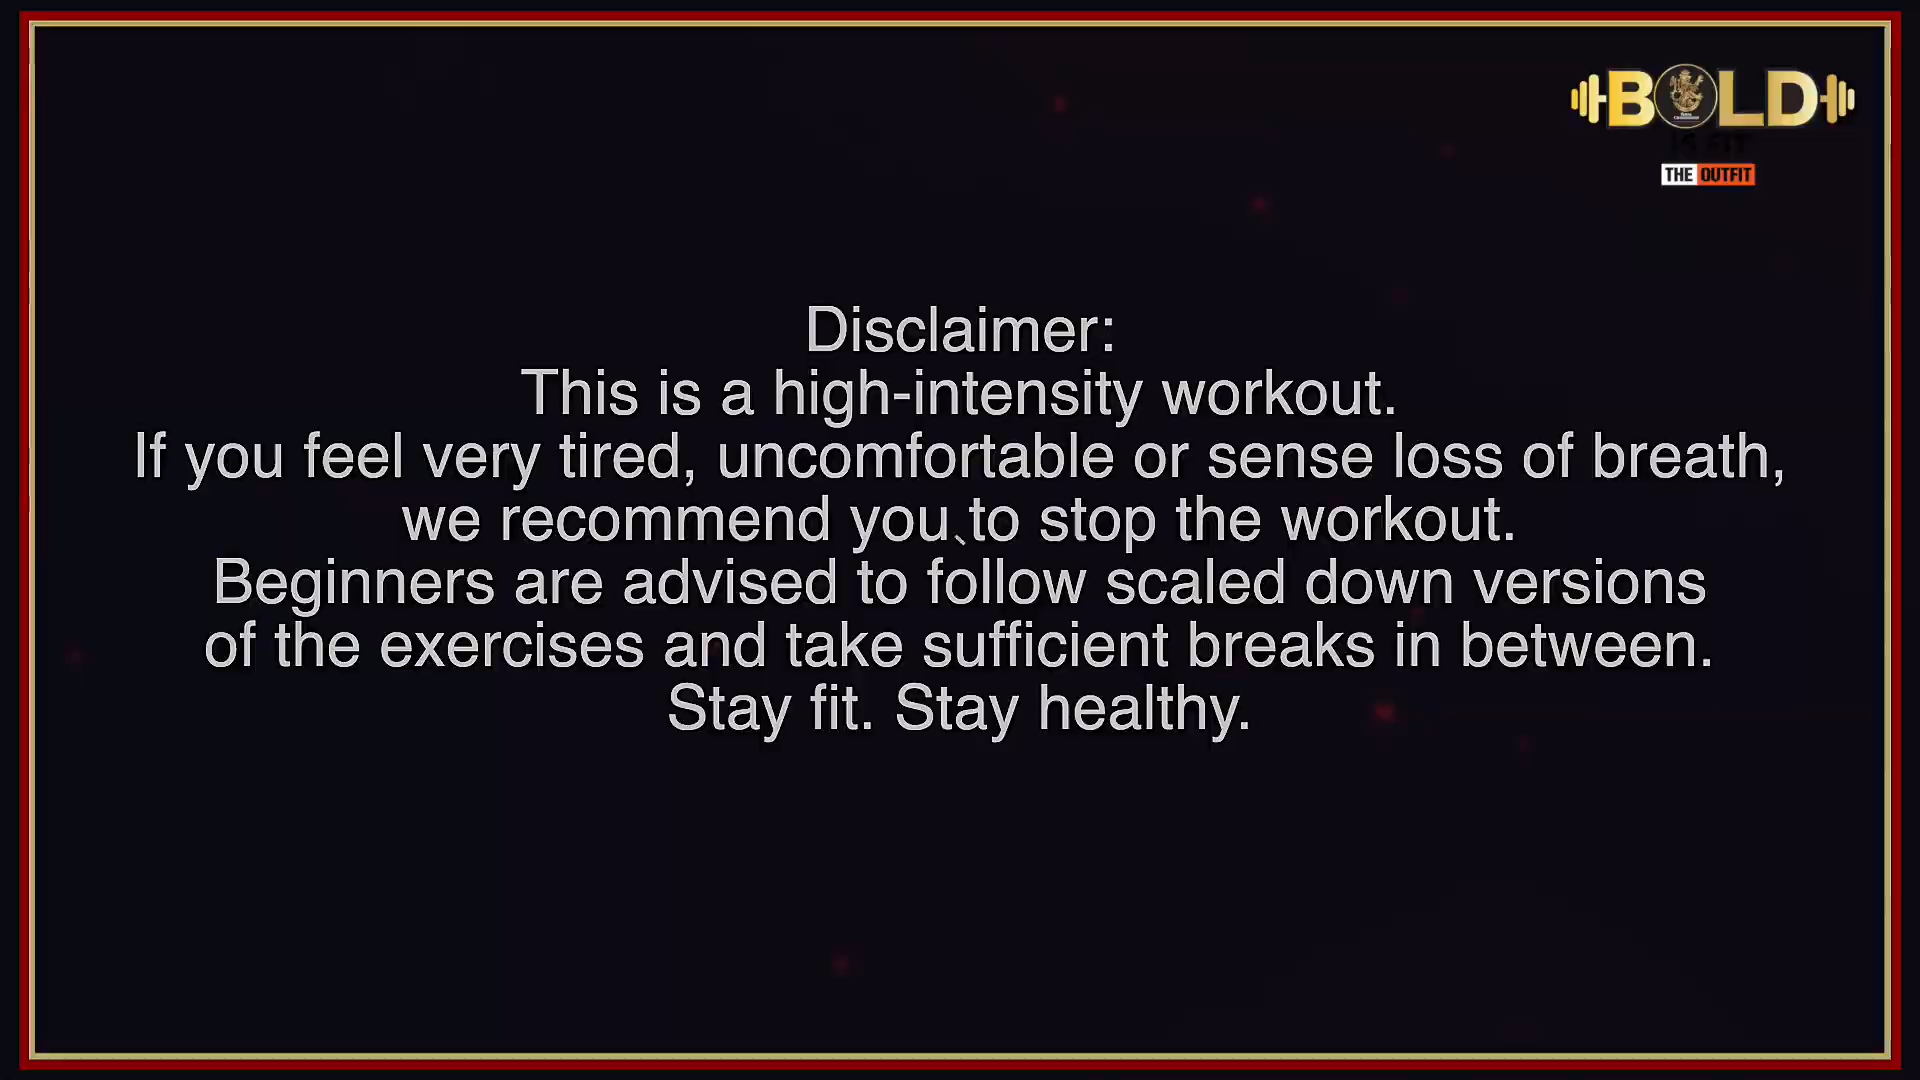 BOLD
IS FIT
THE OUTFIT
Disclaimer:
This is a high-intensity workout.
If you feel very tired, uncomfortable or sense loss of breath,
we recommend you to stop the workout.
Beginners are advised to follow scaled down versions
of the exercises and take sufficient breaks in between.
Stay fit. Stay healthy.